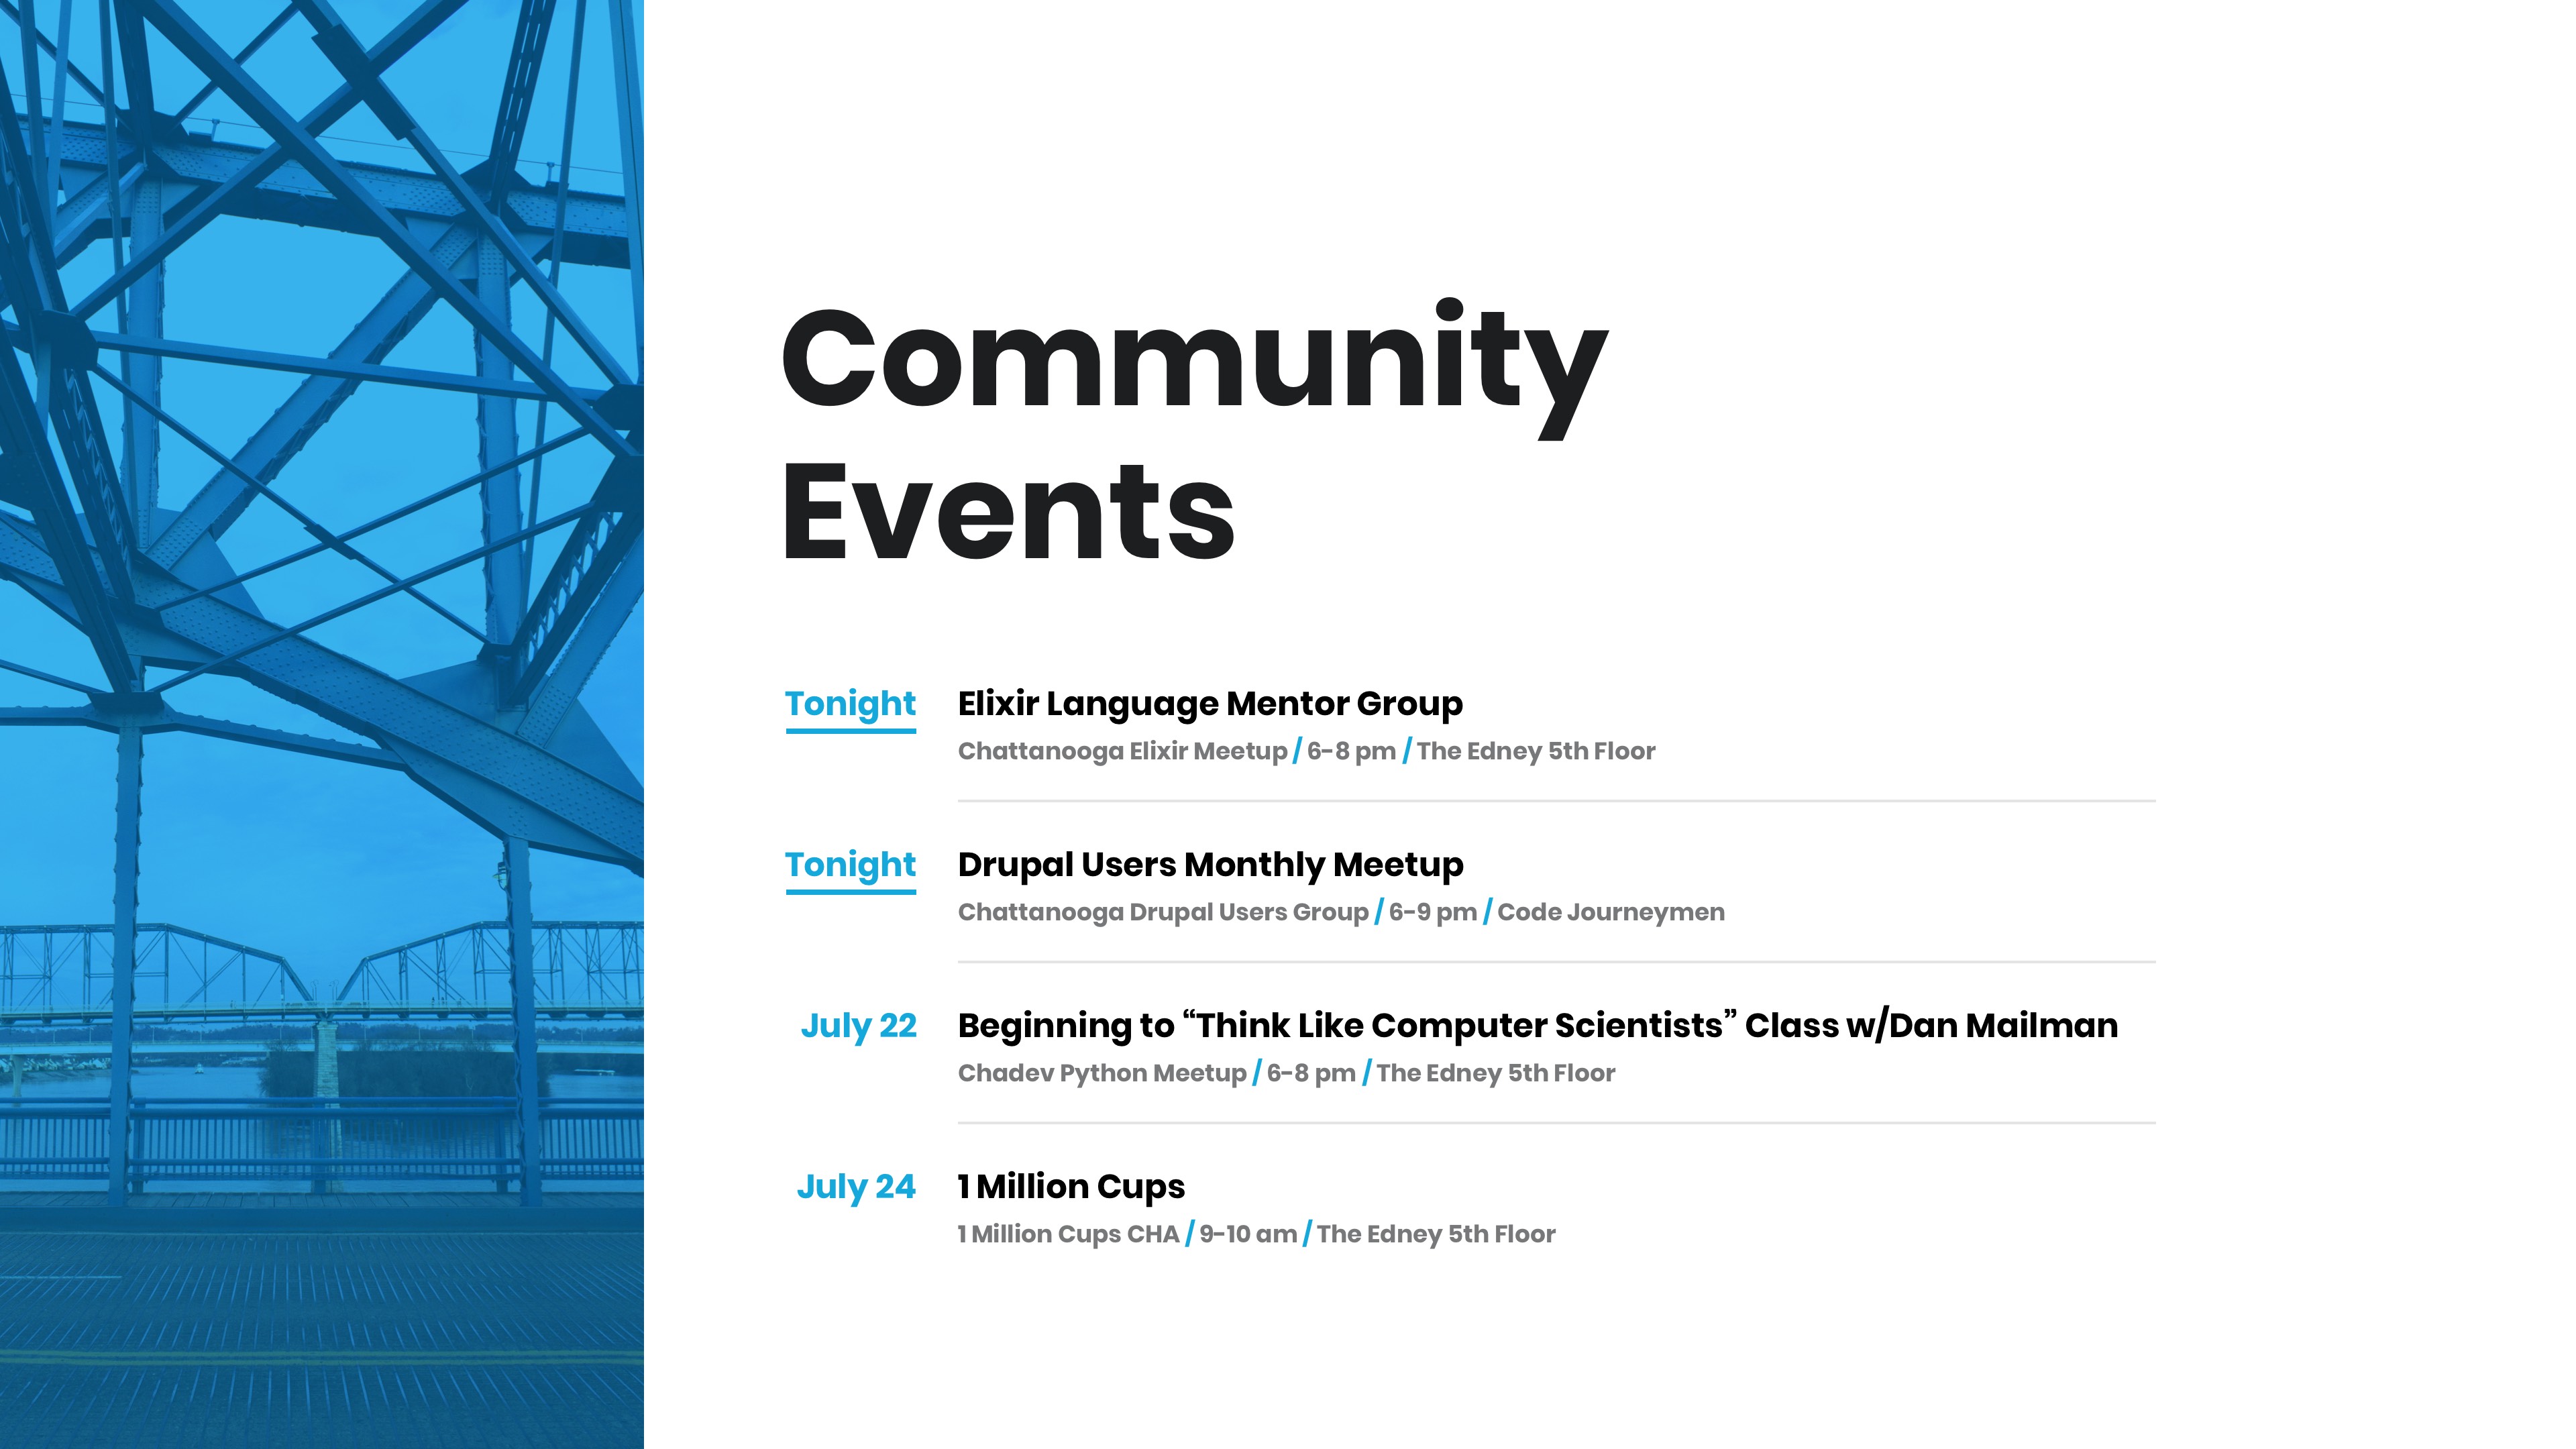 Community
Events
Tonight
Elixir Language Mentor Group
Chattanooga Elixir Meetup / 6-8 pm / The Edney 5th Floor
Tonight
Drupal Users Monthly Meetup
Chattanooga Drupal Users Group / 6-9 pm / Code Journeymen
July 22
Beginning to “Think Like Computer Scientists” Class w/Dan Mailman
Chadev Python Meetup / 6-8 pm / The Edney 5th Floor
July 24
1 Million Cups
1 Million Cups CHA / 9-10 am / The Edney 5th Floor